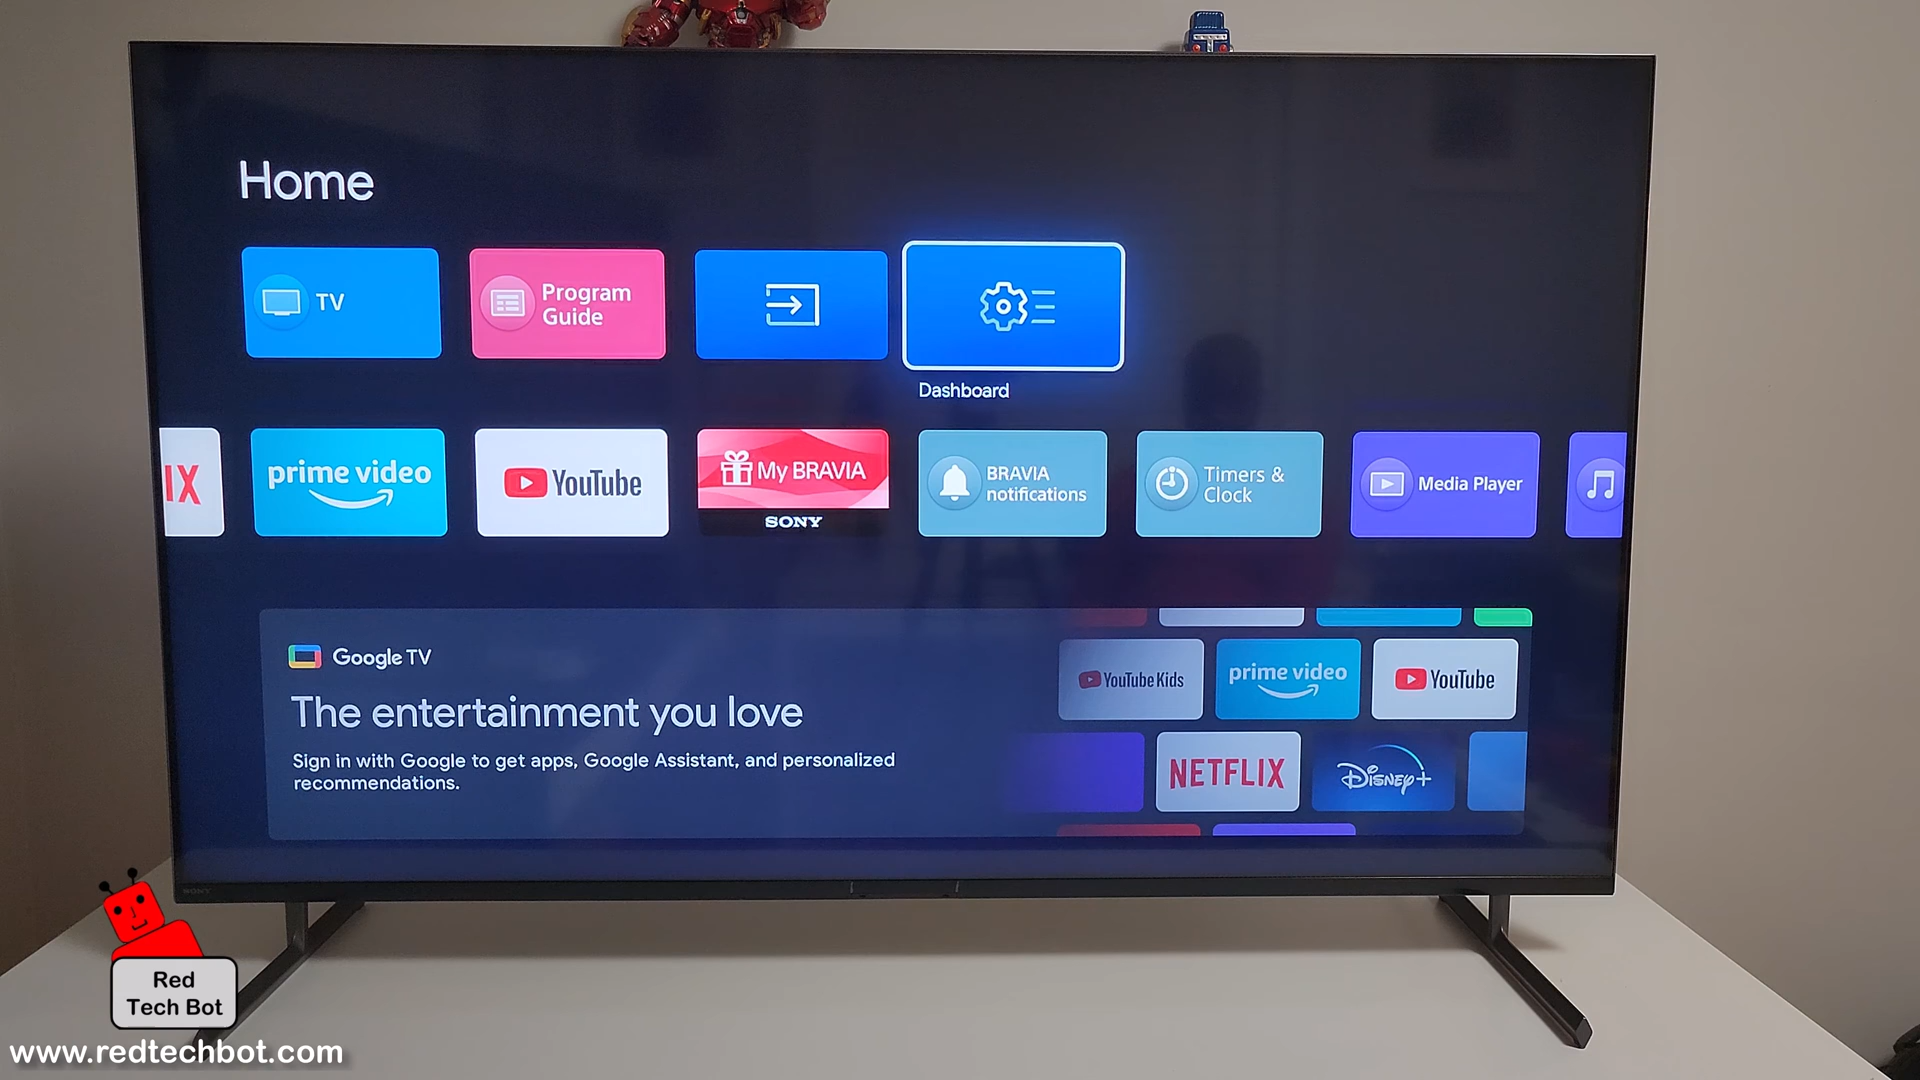 Home
TV
Program
Guide
Dashboard
IX
prime video
YouTube
My BRAVIA
SONY
BRAVIA
notifications
Timers &
Clock
Media Player
Google TV
The entertainment you love
Sign in with Google to get apps, Google Assistant, and personalized
recommendations.
YouTube Kids
prime video
YouTube
NETFLIX
Disney+
SONY
Red
Tech Bot
www.redtechbot.com